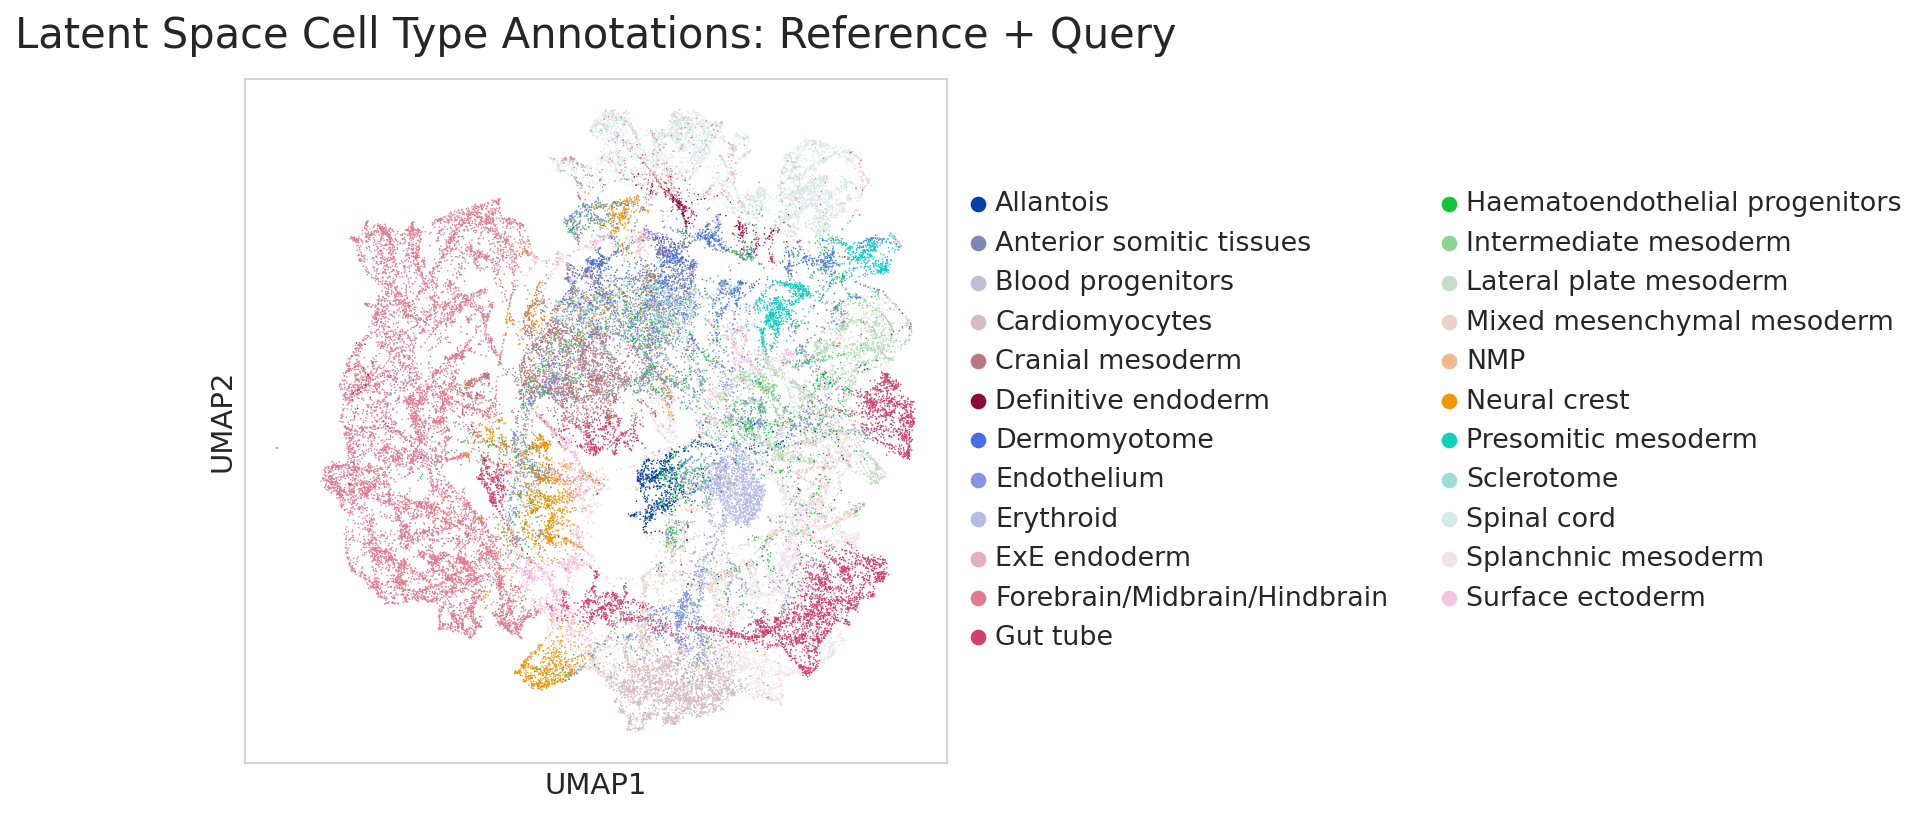 Latent Space Cell Type Annotations: Reference + Query
UMAP2
UMAP1
Allantois
Anterior somitic tissues
Blood progenitors
Cardiomyocytes
Cranial mesoderm
Definitive endoderm
Dermomyotome
Endothelium
Erythroid
ExE endoderm
Forebrain/Midbrain/Hindbrain
Gut tube
Haematoendothelial progenitors
Intermediate mesoderm
Lateral plate mesoderm
Mixed mesenchymal mesoderm
NMP
Neural crest
Presomitic mesoderm
Sclerotome
Spinal cord
Splanchnic mesoderm
Surface ectoderm